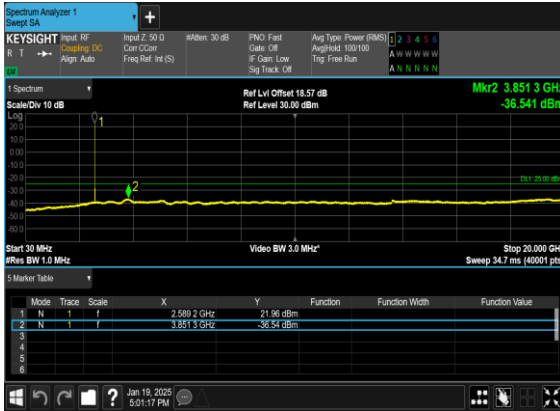 Spectrum Analyzer 1
Swept SA
+
KEYSIGHT Input: RF Input Z: 50 Ω #Atten: 30 dB PNO: Fast Avg Type: Power (RMS) 1 2 3 4 5 6
R T Coupling: DC Corr CCorr Gate: Off Avg|Hold: 100/100 A W W W W W
Align: Auto Freq Ref: Int (S) IF Gain: Low Trig: Free Run
LXI Sig Track: Off A N N N N N
1 Spectrum Ref Lvl Offset 18.57 dB Mkr2 3.851 3 GHz
Scale/Div 10 dB Ref Level 30.00 dBm -36.541 dBm
Log
1
20.0
10.0
0.00
-10.0
-20.0 DL1 -25.00 dBm
-30.0 2
-40.0
-50.0
-60.0
Start 30 MHz Video BW 3.0 MHz* Stop 20.000 GH
#Res BW 1.0 MHz Sweep 34.7 ms (40001 pts
5 Marker Table
Mode Trace Scale X Y Function Function Width Function Value
1 N 1 f 2.589 2 GHz 21.96 dBm
2 N 1 f 3.851 3 GHz -36.54 dBm
3
4
5
6
? Jan 19, 2025
5:01:17 PM